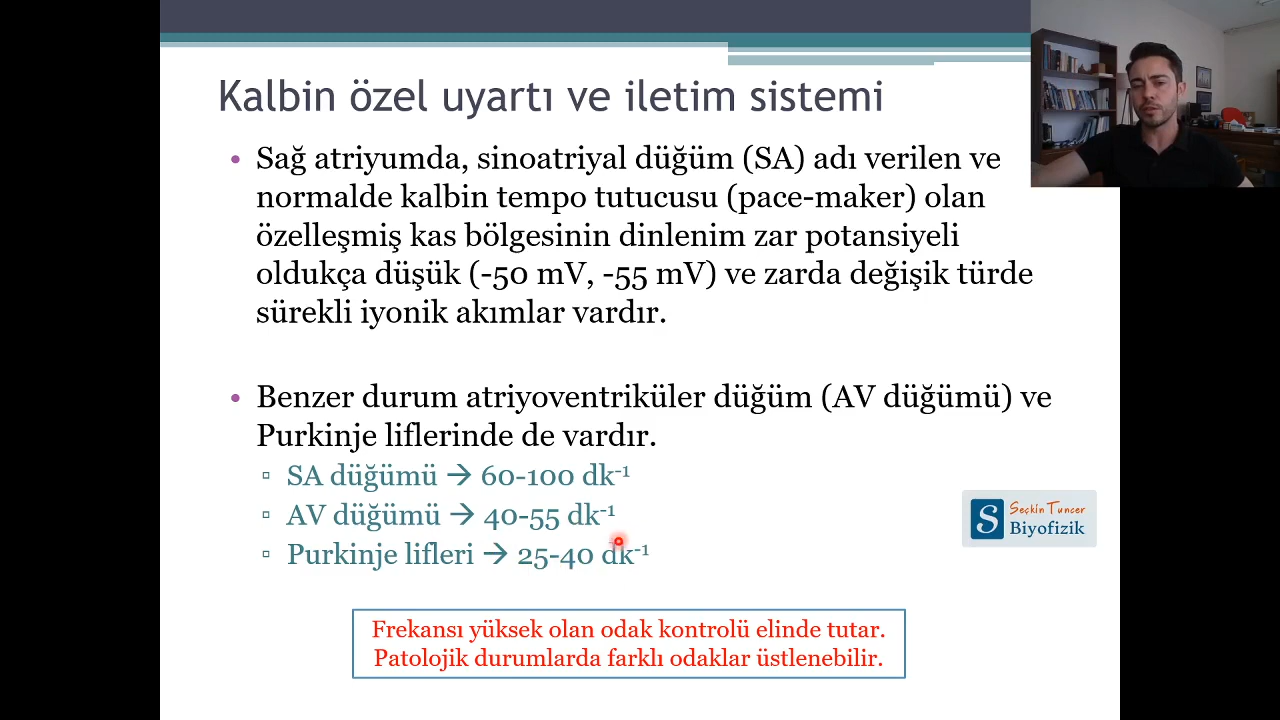 Kalbin özel uyartı ve iletim sistemi
• Sağ atriyumda, sinoatriyal düğüm (SA) adı verilen ve
normalde kalbin tempo tutucusu (pace-maker) olan
özelleşmiş kas bölgesinin dinlenim zar potansiyeli
oldukça düşük (-50 mV, -55 mV) ve zarda değişik türde
sürekli iyonik akımlar vardır.
• Benzer durum atriyoventriküler düğüm (AV düğümü) ve
Purkinje liflerinde de vardır.
▫ SA düğümü → 60-100 dk⁻¹
▫ AV düğümü → 40-55 dk⁻¹
▫ Purkinje lifleri → 25-40 dk⁻¹
S Seçkin Tuncer
Biyofizik
Frekansı yüksek olan odak kontrolü elinde tutar.
Patolojik durumlarda farklı odaklar üstlenebilir.